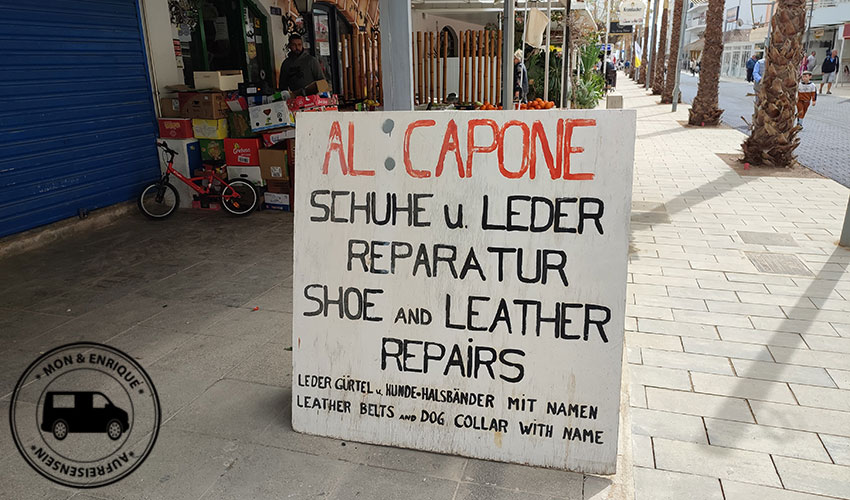 AL CAPONE
SCHUHE u. LEDER
REPARATUR
SHOE AND LEATHER
REPAIRS
LEDER GÜRTEL u. HUNDE-HALSBÄNDER MIT NAMEN
LEATHER BELTS AND DOG COLLAR WITH NAME
* MON & ENRIQUE *
AUFREISENSEIN